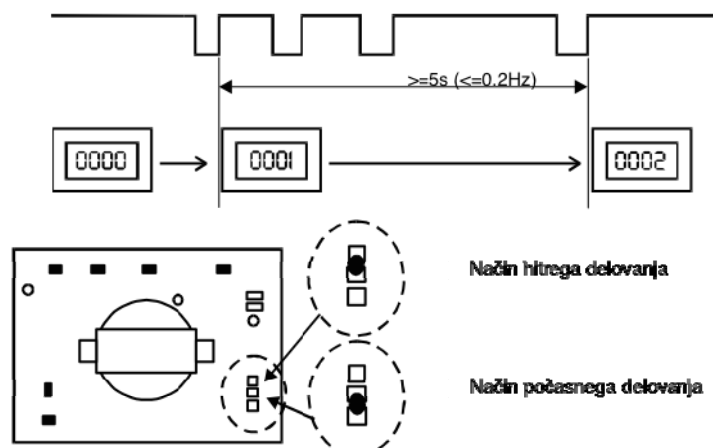 >=5s (<=0.2Hz)
0000 0001 0002
Način hitrega delovanja
Način počasnega delovanja